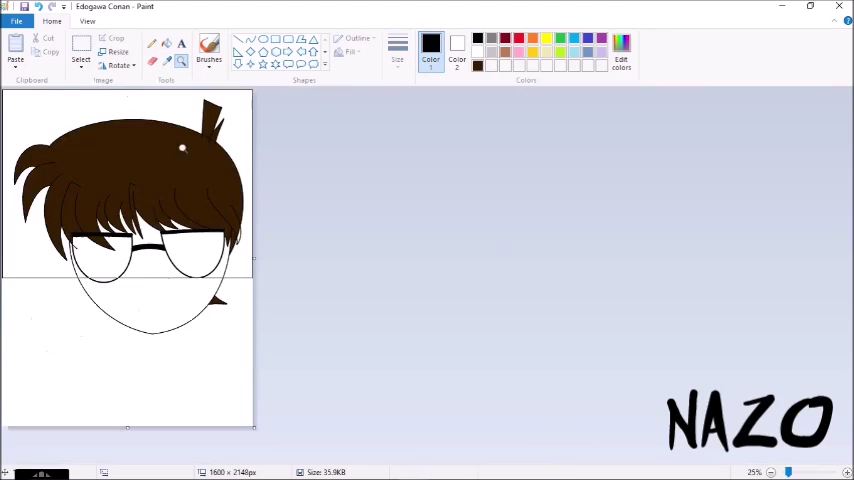 Edogawa Conan - Paint
File Home View
Paste Cut Copy Select Crop Resize Rotate Brushes Outline Fill Size Color 1 Color 2 Edit colors
Clipboard Image Tools Shapes Colors
NAZO
1600 × 2148px Size: 35.9KB 25%